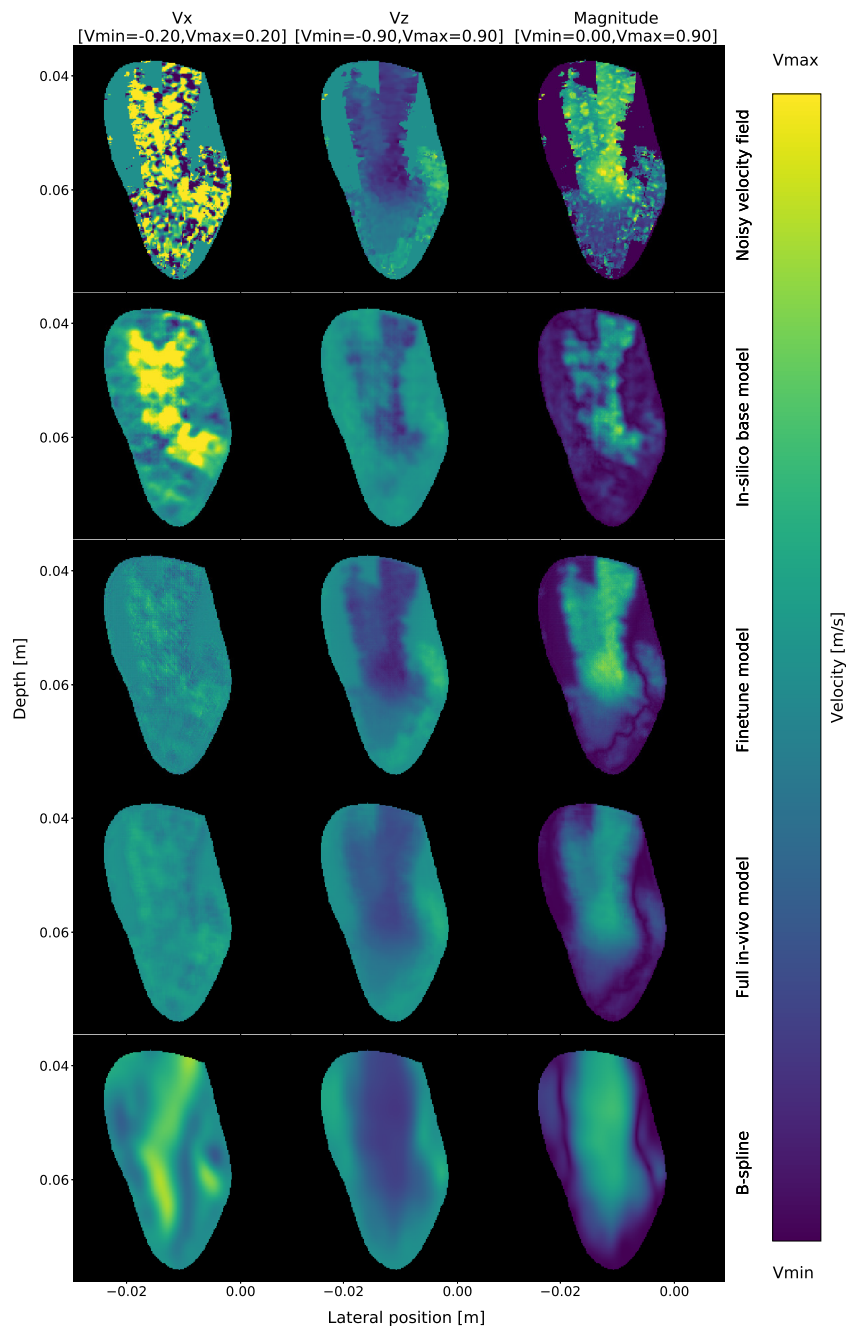 Vx
[Vmin=-0.20,Vmax=0.20]
Vz
[Vmin=-0.90,Vmax=0.90]
Magnitude
[Vmin=0.00,Vmax=0.90]
Vmax
0.04
0.06
Noisy velocity field
0.04
0.06
In-silico base model
0.04
0.06
Finetune model
0.04
0.06
Full in-vivo model
0.04
0.06
B-spline
Depth [m]
Velocity [m/s]
Vmin
−0.02
0.00
−0.02
0.00
−0.02
0.00
Lateral position [m]